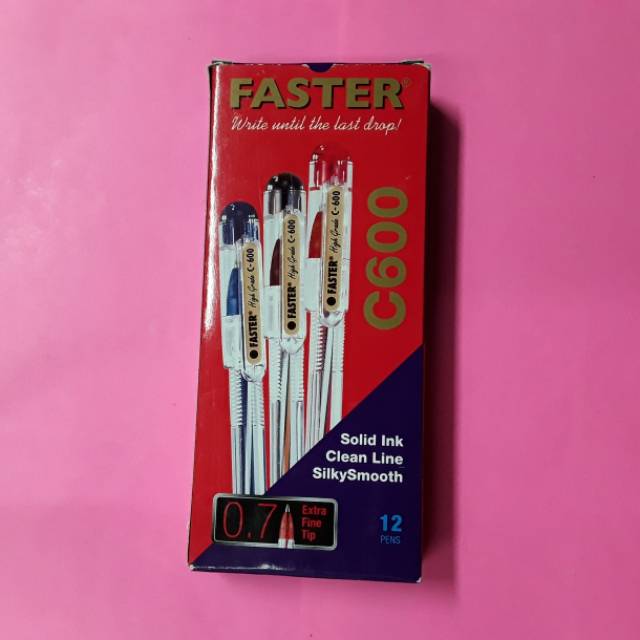 FASTER®
Write until the last drop!
C600
FASTER® High Grade C-600
FASTER® High Grade C-600
FASTER® High Grade C-600
Solid Ink
Clean Line
SilkySmooth
0.7
Extra
Fine
Tip
12
PENS